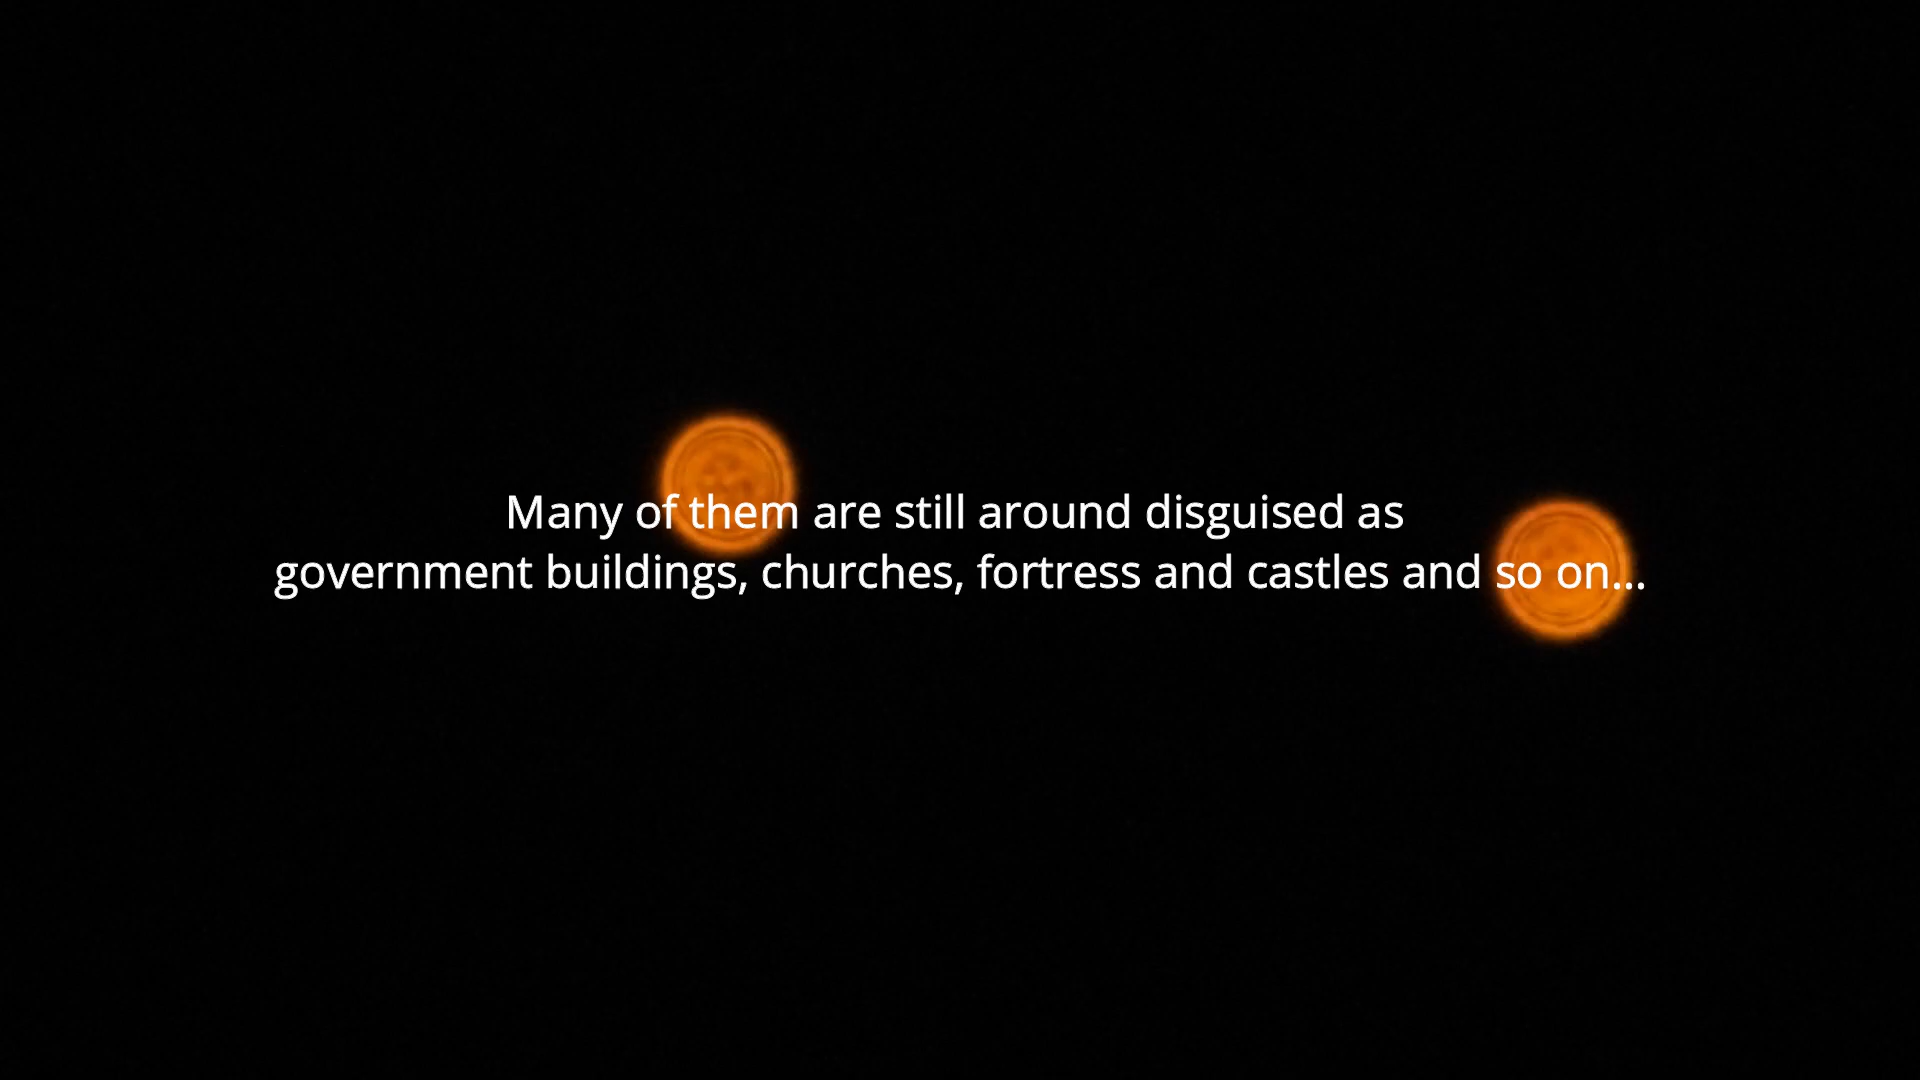 Many of them are still around disguised as
government buildings, churches, fortress and castles and so on...